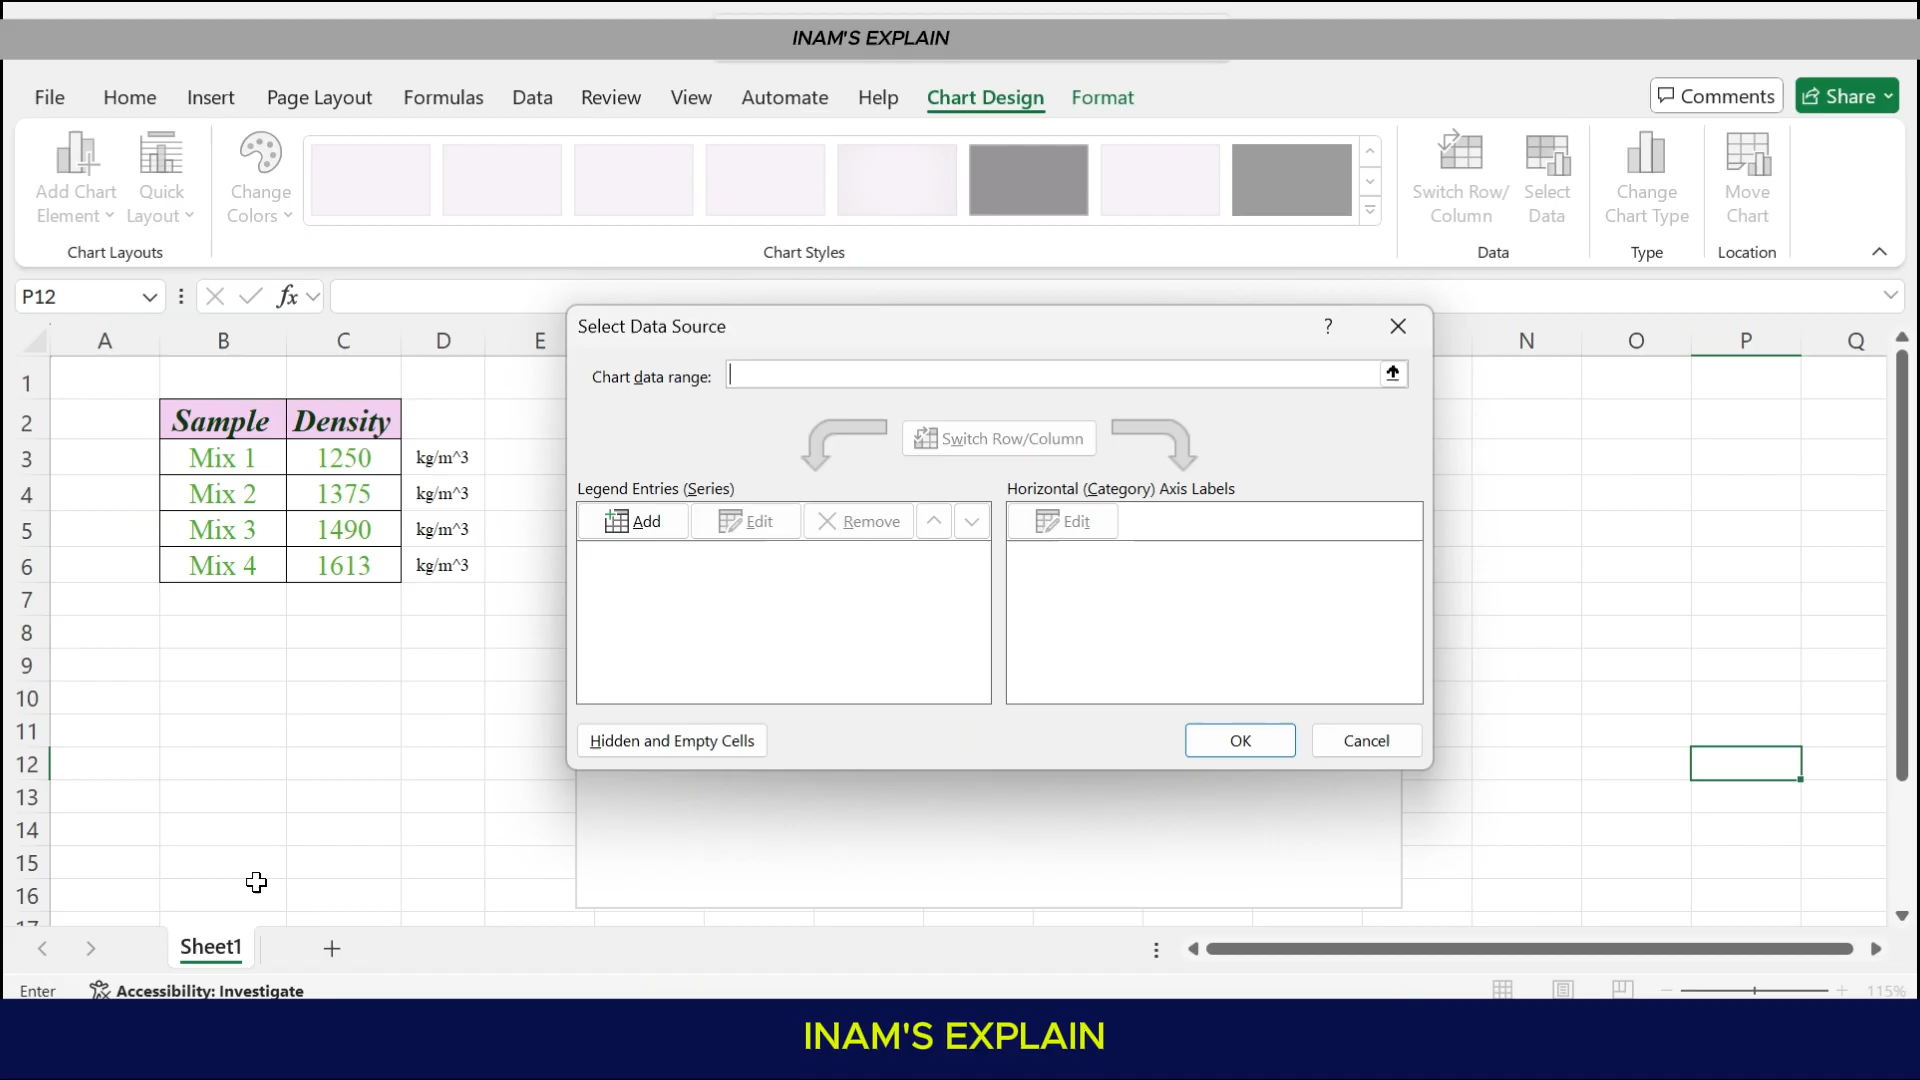 INAM'S EXPLAIN
File Home Insert Page Layout Formulas Data Review View Automate Help Chart Design Format Comments Share
Add Chart Element Quick Layout Change Colors Switch Row/ Column Select Data Change Chart Type Move Chart
Chart Layouts Chart Styles Data Type Location
P12 fx
Select Data Source ?
A B C D E N O P Q
Chart data range:
1
2 Sample Density
Switch Row/Column
3 Mix 1 1250 kg/m^3
4 Mix 2 1375 kg/m^3
Legend Entries (Series) Horizontal (Category) Axis Labels
Add Edit Remove Edit
5 Mix 3 1490 kg/m^3
6 Mix 4 1613 kg/m^3
7
8
9
10
11
Hidden and Empty Cells OK Cancel
12
13
14
15
16
17
Sheet1
Enter Accessibility: Investigate 115%
INAM'S EXPLAIN